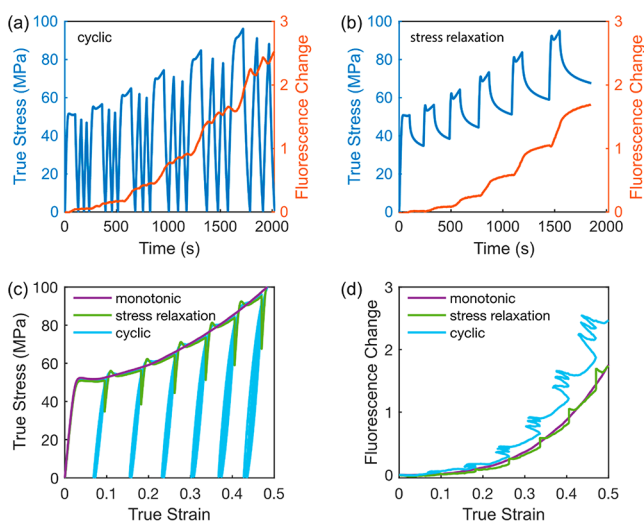 (a)
cyclic
True Stress (MPa)
100
80
60
40
20
0
Fluorescence Change
3
2
1
0
0 500 1000 1500 2000
Time (s)
(b)
stress relaxation
True Stress (MPa)
100
80
60
40
20
0
Fluorescence Change
3
2
1
0
0 500 1000 1500 2000
Time (s)
(c)
monotonic
stress relaxation
cyclic
True Stress (MPa)
100
80
60
40
20
0
0 0.1 0.2 0.3 0.4 0.5
True Strain
(d)
monotonic
stress relaxation
cyclic
Fluorescence Change
3
2
1
0
0 0.1 0.2 0.3 0.4 0.5
True Strain